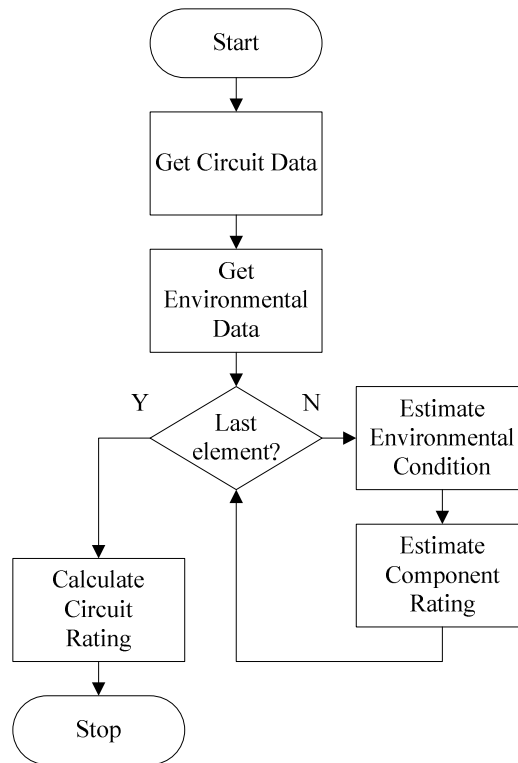 Start
Get Circuit Data
Get
Environmental
Data
Y
N
Last
element?
Estimate
Environmental
Condition
Estimate
Component
Rating
Calculate
Circuit
Rating
Stop